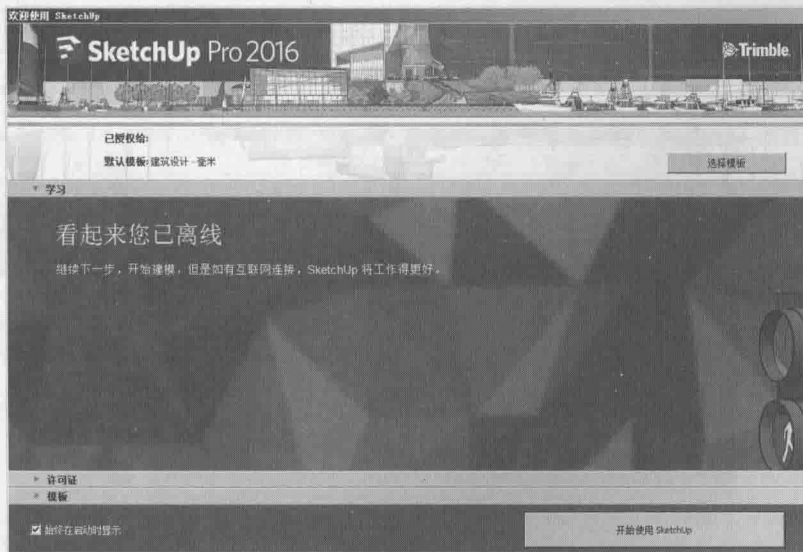 欢迎使用 SketchUp
SketchUp Pro 2016
Trimble
已授权给:
默认模板: 建筑设计 - 毫米
选择模板
学习
看起来您已离线
继续下一步，开始建模，但是如有互联网连接，SketchUp 将工作得更好。
许可证
模板
始终在启动时显示
开始使用 SketchUp